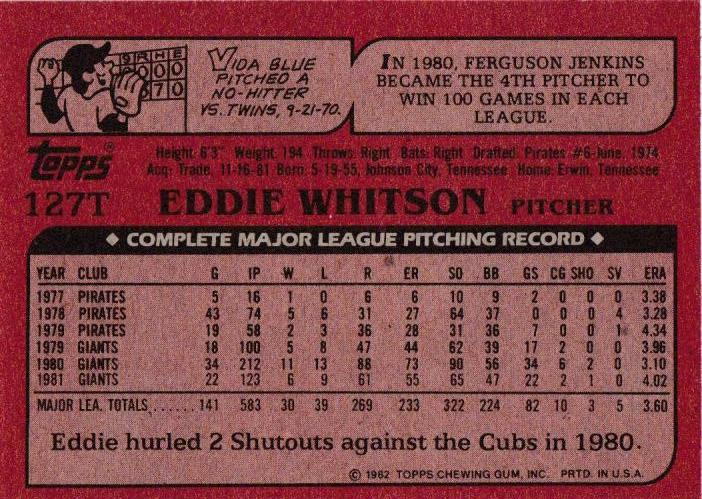 S R H E
0 0 0
7 0
VIDA BLUE
PITCHED A
NO-HITTER
VS. TWINS, 9-21-70.
IN 1980, FERGUSON JENKINS
BECAME THE 4TH PITCHER TO
WIN 100 GAMES IN EACH
LEAGUE.
Topps®
Height: 6'3" Weight: 194 Throws: Right Bats: Right Drafted: Pirates #6-June, 1974
Acq: Trade, 11-16-81 Born: 5-19-55, Johnson City, Tennessee Home: Erwin, Tennessee
127T EDDIE WHITSON PITCHER
◆ COMPLETE MAJOR LEAGUE PITCHING RECORD ◆
YEAR CLUB G IP W L R ER SO BB GS CG SHO SV ERA
1977 PIRATES 5 16 1 0 6 6 10 9 2 0 0 0 3.38
1978 PIRATES 43 74 5 6 31 27 64 37 0 0 0 4 3.28
1979 PIRATES 19 58 2 3 36 28 31 36 7 0 0 1 4.34
1979 GIANTS 18 100 5 8 47 44 62 39 17 2 0 0 3.96
1980 GIANTS 34 212 11 13 88 73 90 56 34 6 2 0 3.10
1981 GIANTS 22 123 6 9 61 55 65 47 22 2 1 0 4.02
MAJOR LEA. TOTALS ...... 141 583 30 39 269 233 322 224 82 10 3 5 3.60
Eddie hurled 2 Shutouts against the Cubs in 1980.
© 1982 TOPPS CHEWING GUM, INC. PRTD. IN U.S.A.